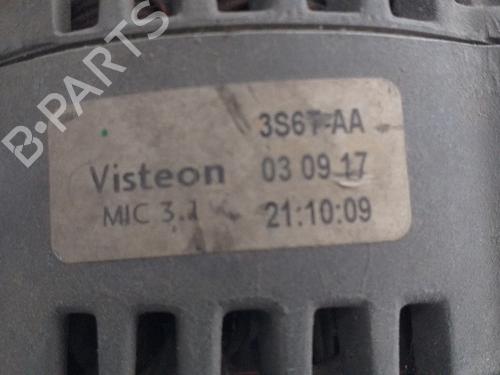 B-PARTS
3S6T-AA
Visteon 03 09 17
MIC 3.1 21:10:09